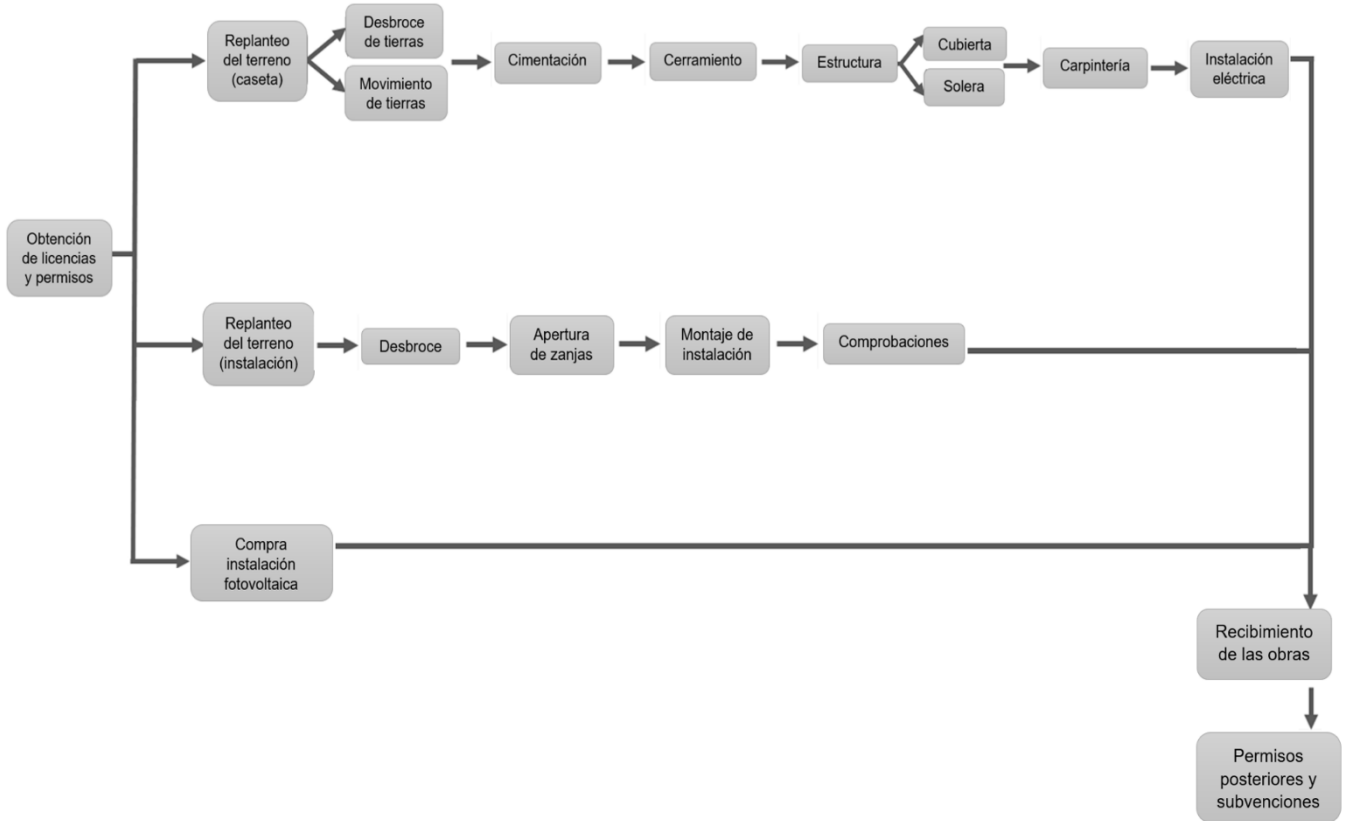 Replanteo
del terreno
(caseta)
Desbroce
de tierras
Movimiento
de tierras
Cimentación
Cerramiento
Estructura
Cubierta
Solera
Carpintería
Instalación
eléctrica
Obtención
de licencias
y permisos
Replanteo
del terreno
(instalación)
Desbroce
Apertura
de zanjas
Montaje de
instalación
Comprobaciones
Compra
instalación
fotovoltaica
Recibimiento
de las obras
Permisos
posteriores y
subvenciones